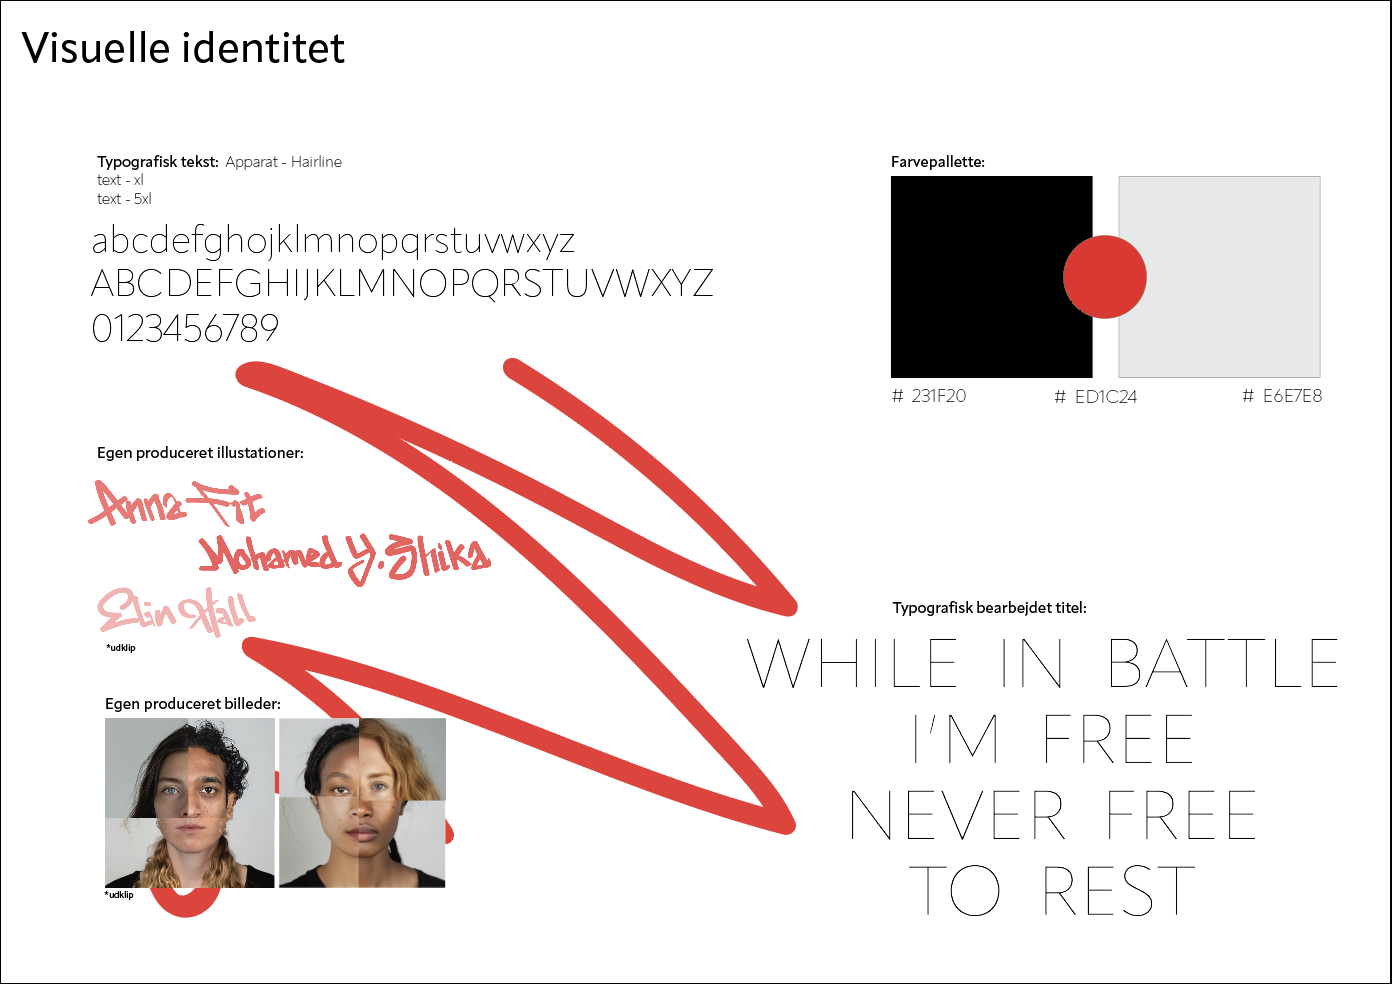 Visuelle identitet
Typografisk tekst: Apparat - Hairline
text - xl
text - 5xl
abcdefghojklmnopqrstuvwxyz
ABCDEFGHIJKLMNOPQRSTUVWXYZ
0123456789
Farvepallette:
# 231F20
# ED1C24
# E6E7E8
Egen produceret illustationer:
Anna Fit
Mohamed Y. Shika
Elin Hall
*udklip
Egen produceret billeder:
*udklip
Typografisk bearbejdet titel:
WHILE IN BATTLE
I'M FREE
NEVER FREE
TO REST